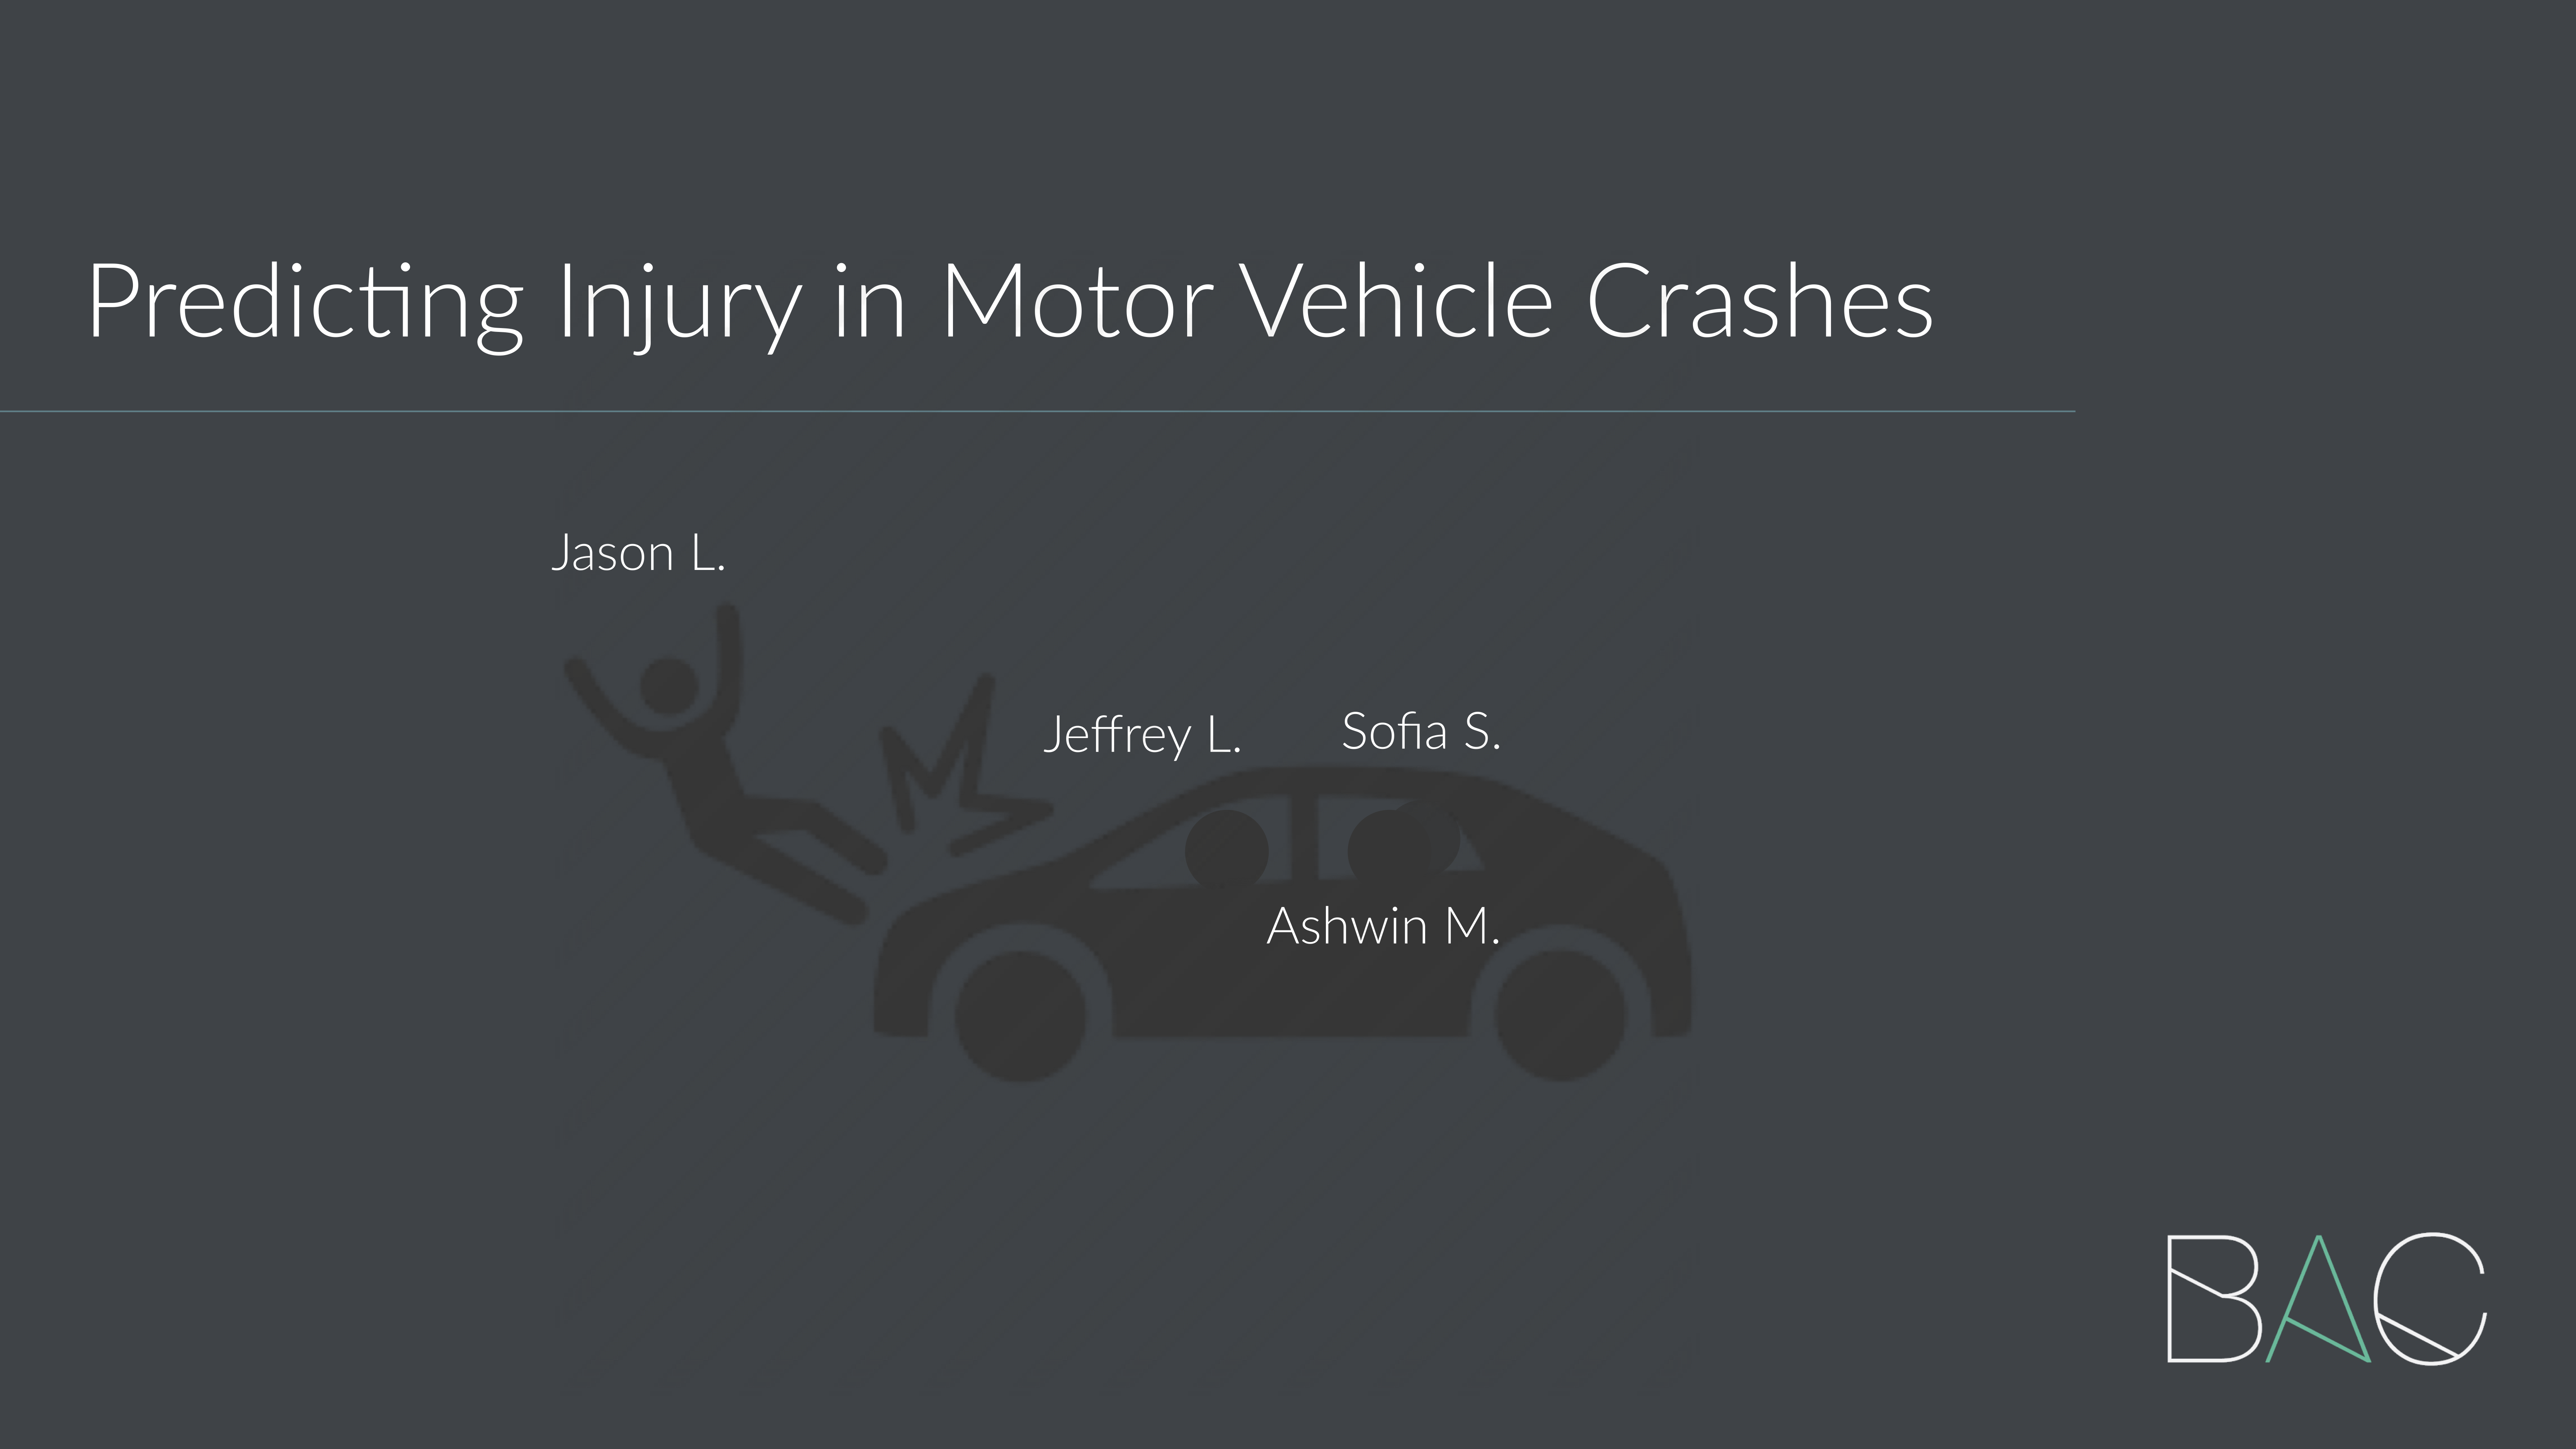 Predicting Injury in Motor Vehicle Crashes
Jason L.
Jeffrey L.
Sofia S.
Ashwin M.
BAC